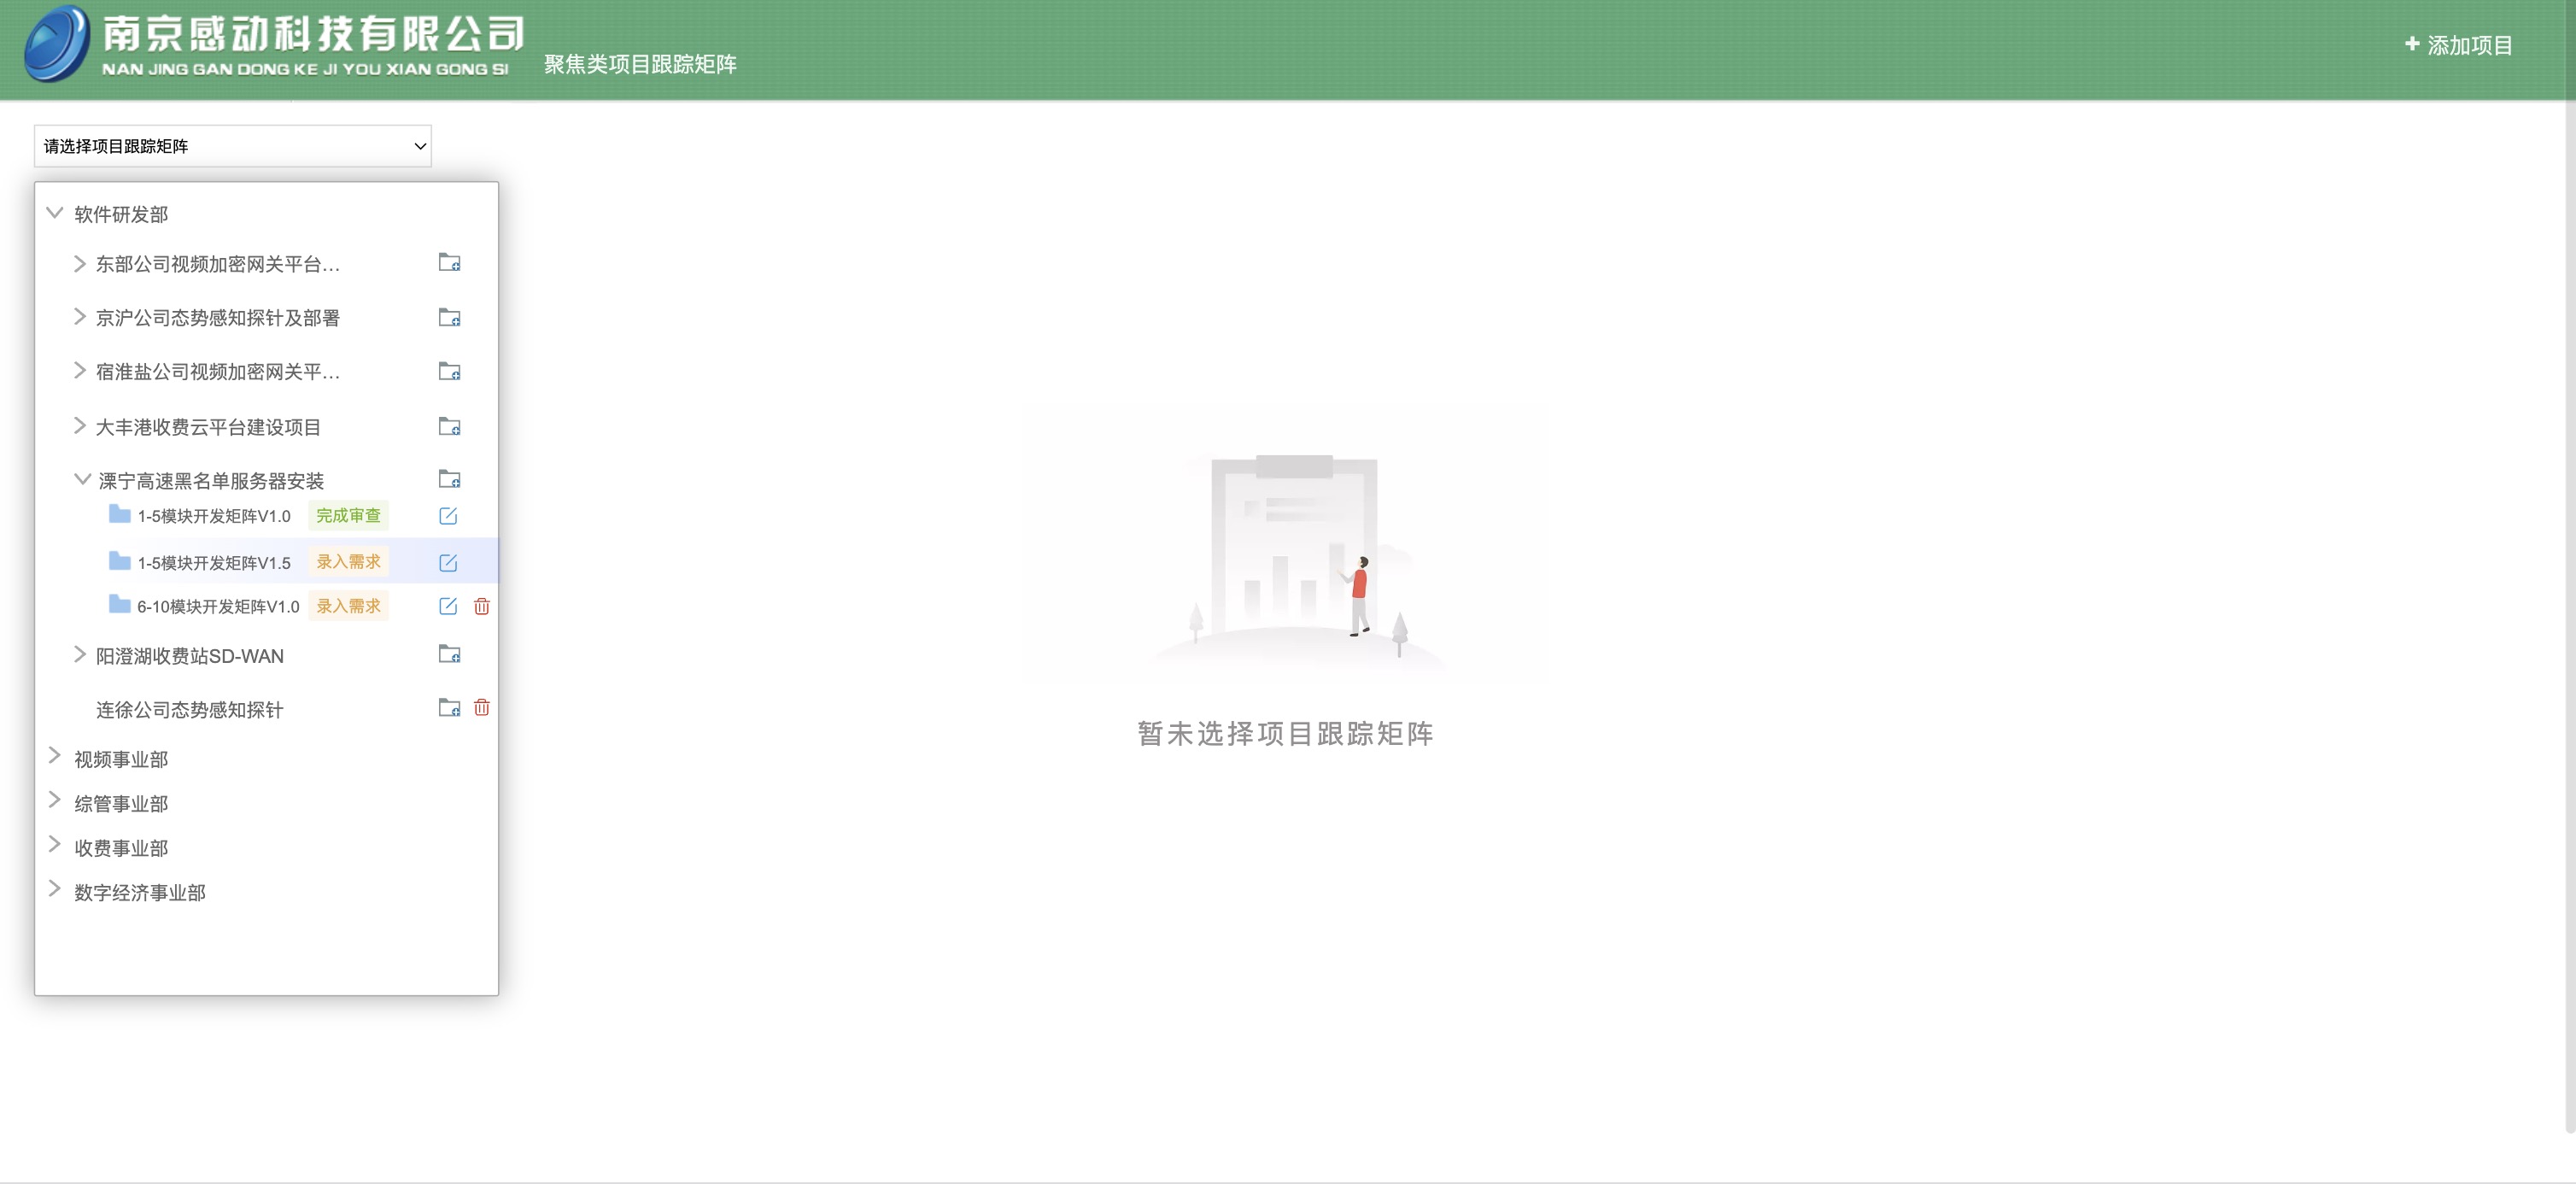 南京感动科技有限公司
NAN JING GAN DONG KE JI YOU XIAN GONG SI
聚焦类项目跟踪矩阵
添加项目
请选择项目跟踪矩阵
软件研发部
东部公司视频加密网关平台...
京沪公司态势感知探针及部署
宿淮盐公司视频加密网关平...
大丰港收费云平台建设项目
溧宁高速黑名单服务器安装
1-5模块开发矩阵V1.0 完成审查
1-5模块开发矩阵V1.5 录入需求
6-10模块开发矩阵V1.0 录入需求
阳澄湖收费站SD-WAN
连徐公司态势感知探针
视频事业部
综管事业部
收费事业部
数字经济事业部
暂未选择项目跟踪矩阵